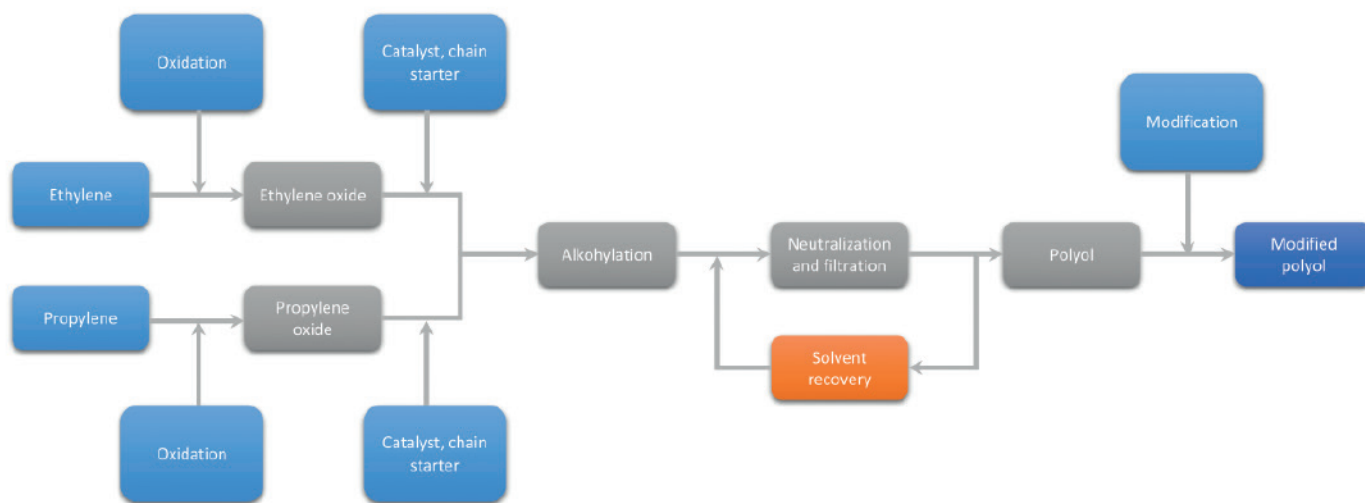 Oxidation
Catalyst, chain
starter
Modification
Ethylene
Ethylene oxide
Alkohylation
Neutralization
and filtration
Polyol
Modified
polyol
Propylene
Propylene
oxide
Solvent
recovery
Oxidation
Catalyst, chain
starter